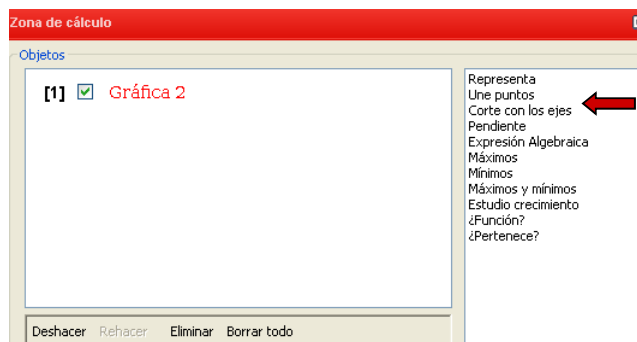 Zona de cálculo
Objetos
[1] Gráfica 2
Representa
Une puntos
Corte con los ejes
Pendiente
Expresión Algebraica
Máximos
Mínimos
Máximos y mínimos
Estudio crecimiento
¿Función?
¿Pertenece?
Deshacer Rehacer Eliminar Borrar todo